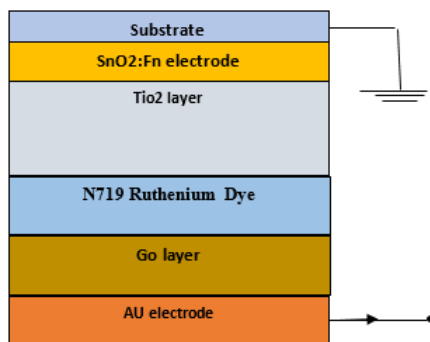 Substrate
SnO2:Fn electrode
Tio2 layer
N719 Ruthenium Dye
Go layer
AU electrode